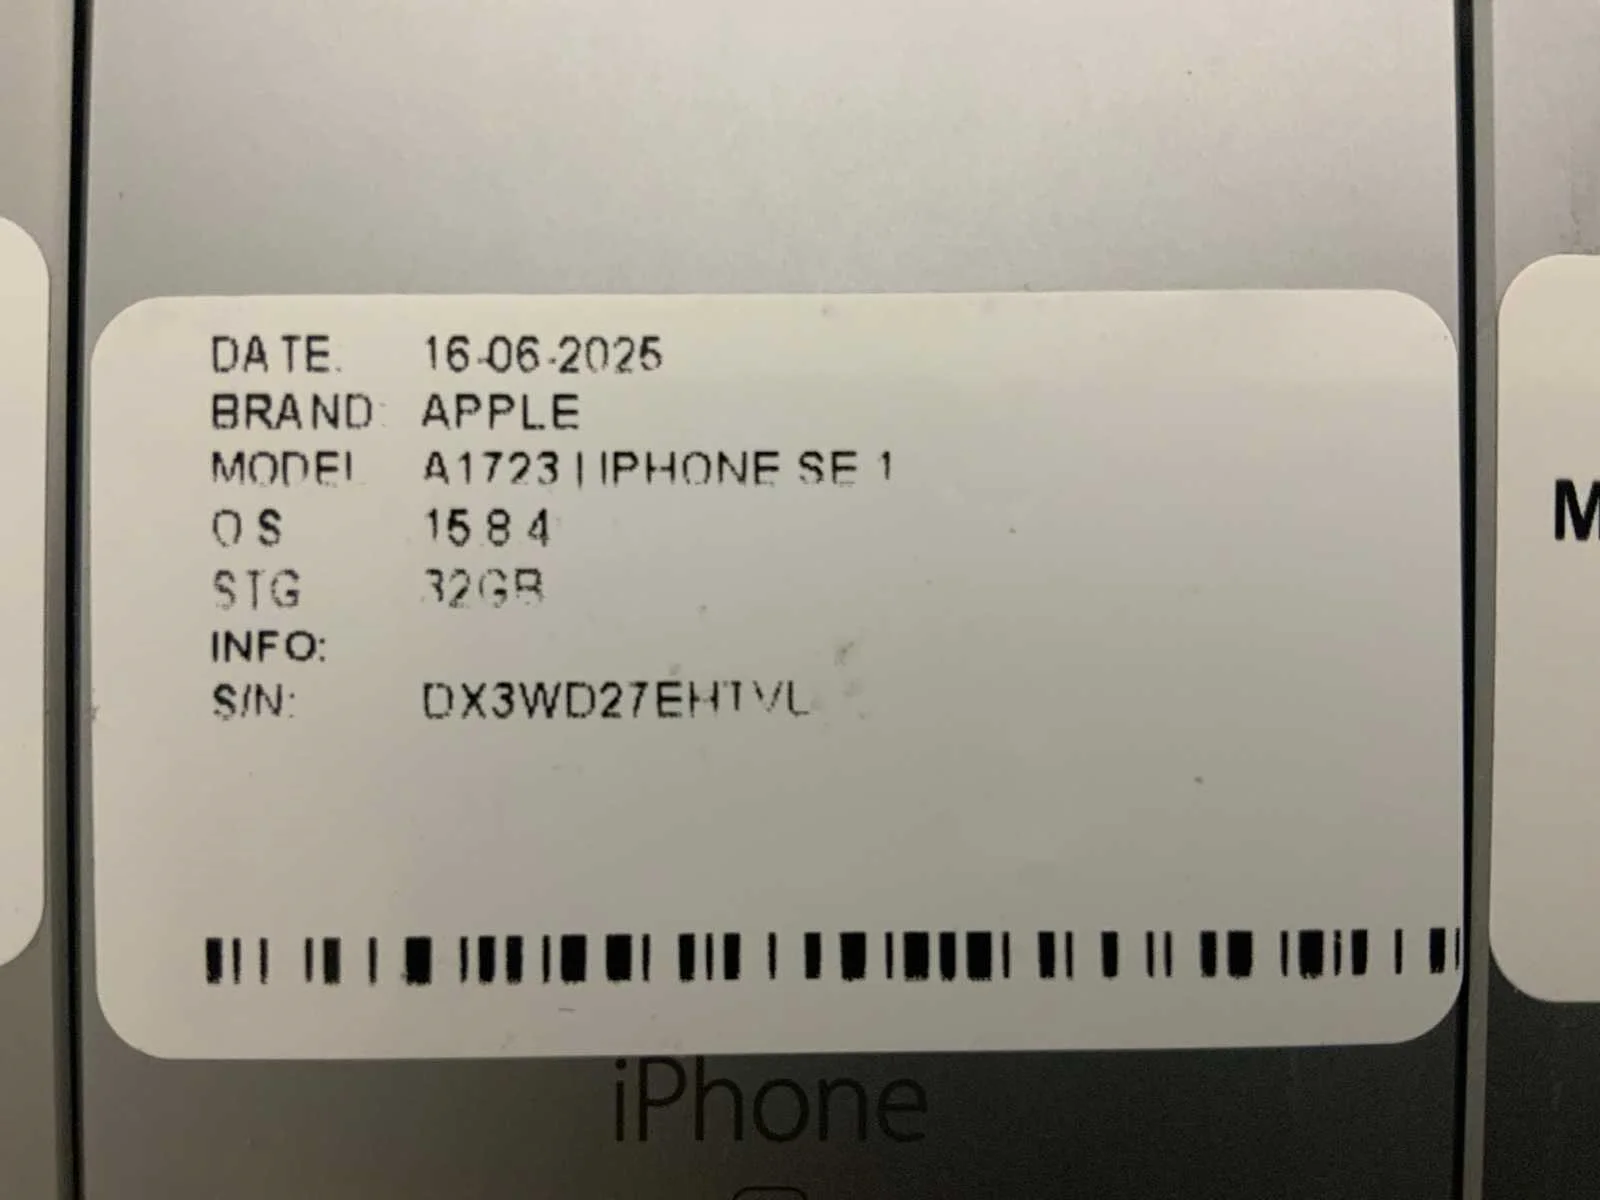 DATE: 16-06-2025
BRAND: APPLE
MODEL A1723 | IPHONE SE 1
OS 15.8.4
STG 32GB
INFO:
S/N: DX3WD27EHTVL
iPhone
M